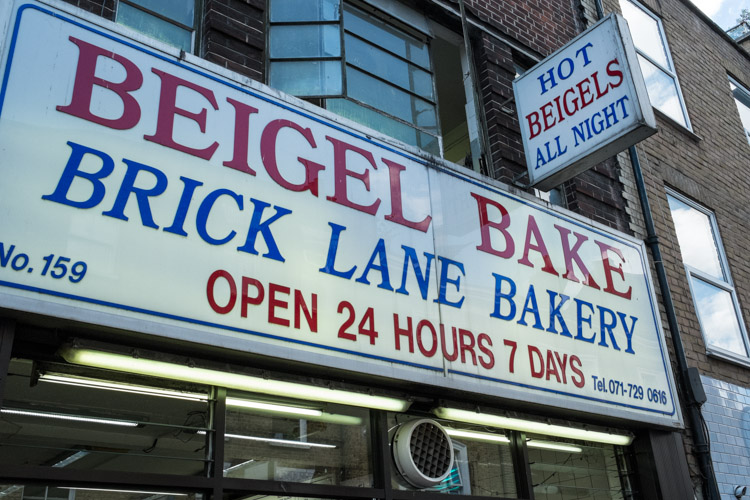 BEIGEL BAKE
BRICK LANE BAKERY
No. 159
OPEN 24 HOURS 7 DAYS
Tel. 071-729 0616
HOT
BEIGELS
ALL NIGHT